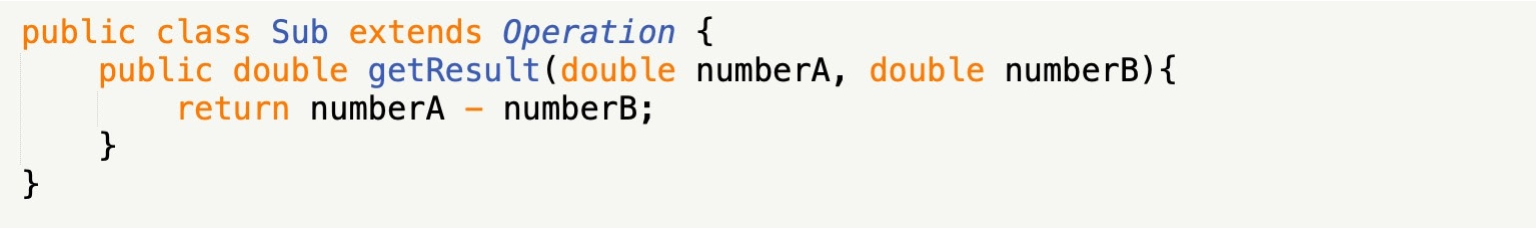 public class Sub extends Operation {
    public double getResult(double numberA, double numberB){
        return numberA - numberB;
    }
}